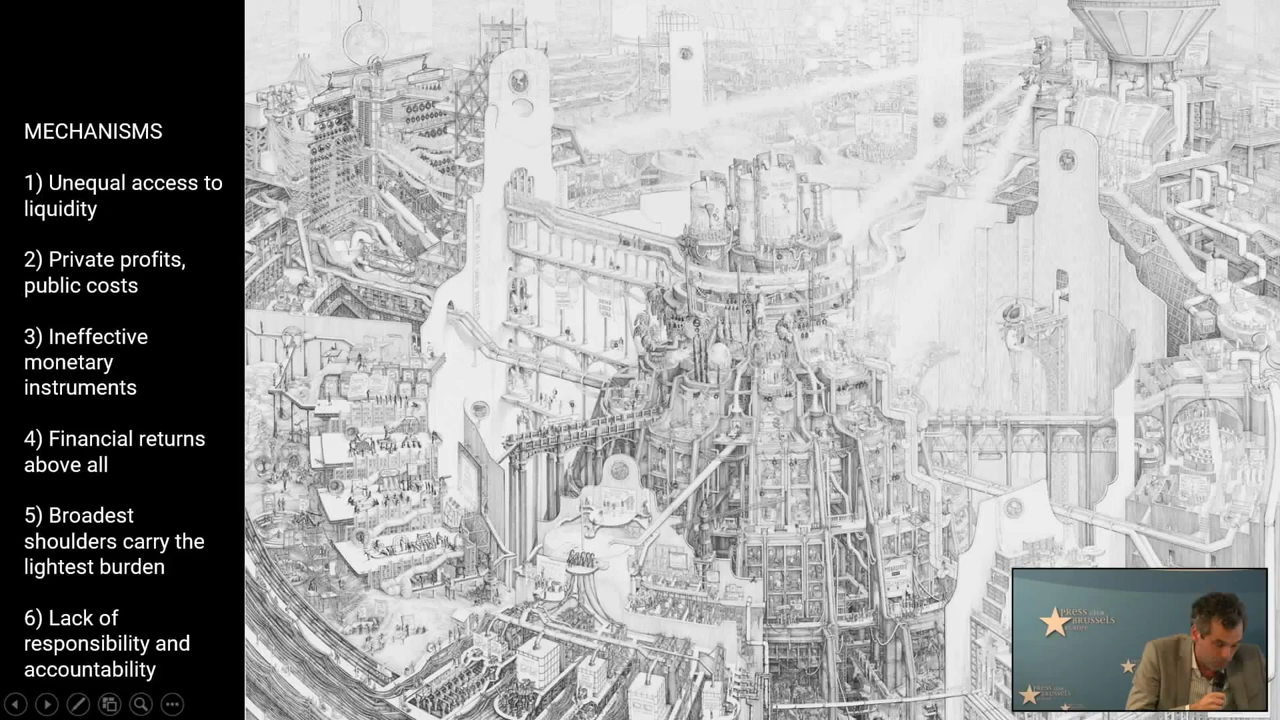 MECHANISMS
1) Unequal access to
liquidity
2) Private profits,
public costs
3) Ineffective
monetary
instruments
4) Financial returns
above all
5) Broadest
shoulders carry the
lightest burden
6) Lack of
responsibility and
accountability
PRESS CLUB
BRUSSELS
EUROPE